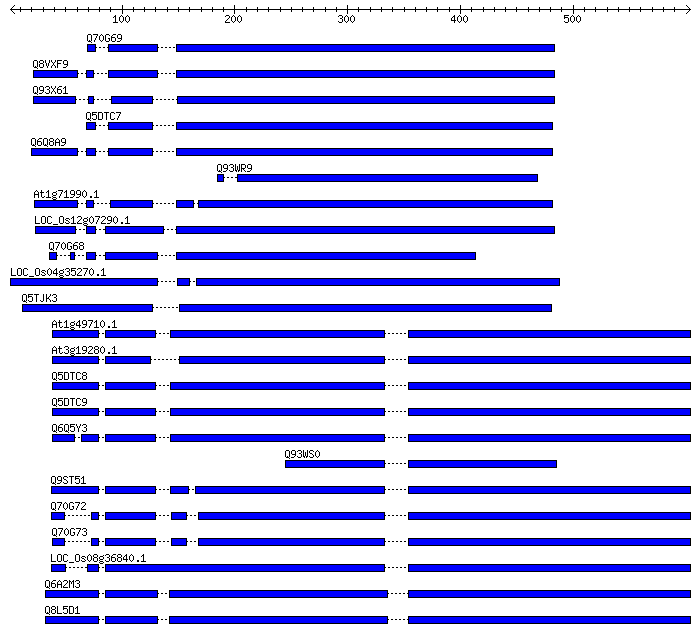 100 200 300 400 500
Q70G69
Q8VXF9
Q93X61
Q5DTC7
Q6Q8A9
Q93WR9
At1g71990.1
LOC_Os12g07290.1
Q70G68
LOC_Os04g35270.1
Q5TJK3
At1g49710.1
At3g19280.1
Q5DTC8
Q5DTC9
Q6Q5Y3
Q93WS0
Q9ST51
Q70G72
Q70G73
LOC_Os08g36840.1
Q6A2M3
Q8L5D1